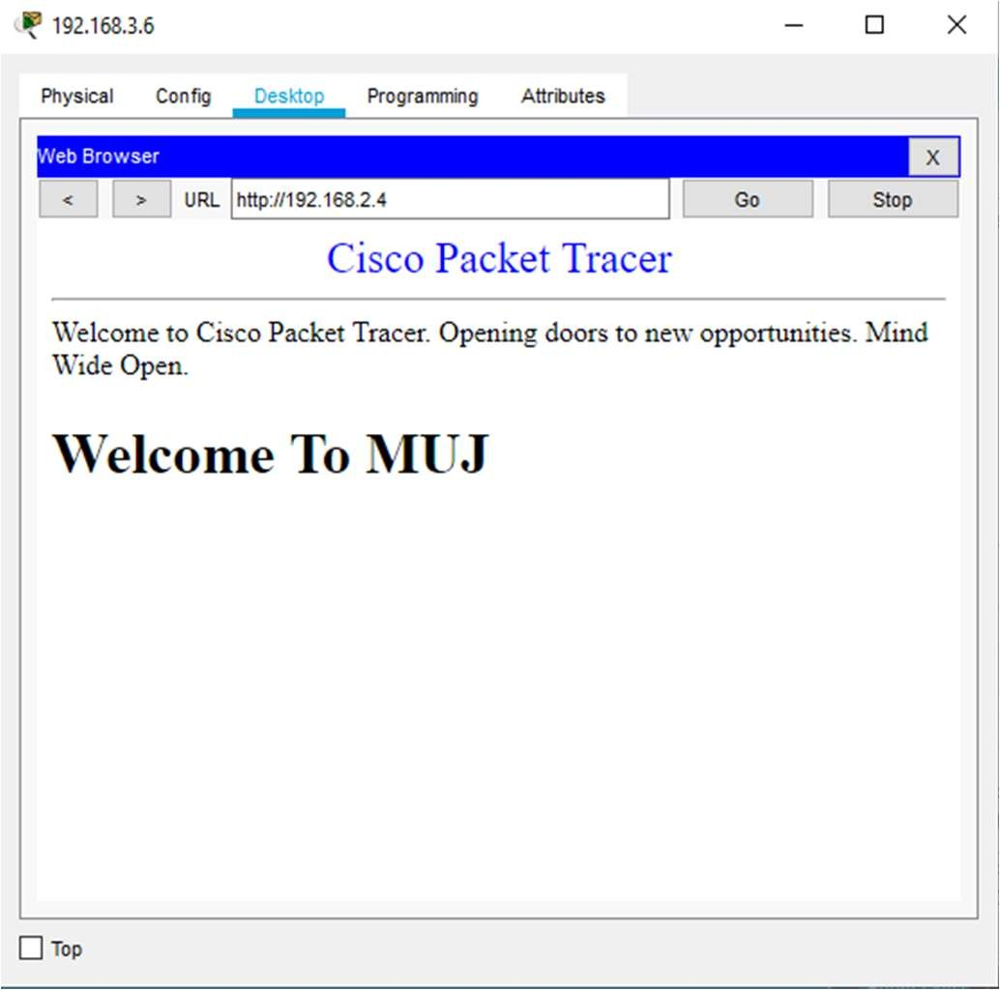 192.168.3.6
Physical Config Desktop Programming Attributes
Web Browser X
< > URL http://192.168.2.4 Go Stop
Cisco Packet Tracer
Welcome to Cisco Packet Tracer. Opening doors to new opportunities. Mind
Wide Open.
Welcome To MUJ
Top